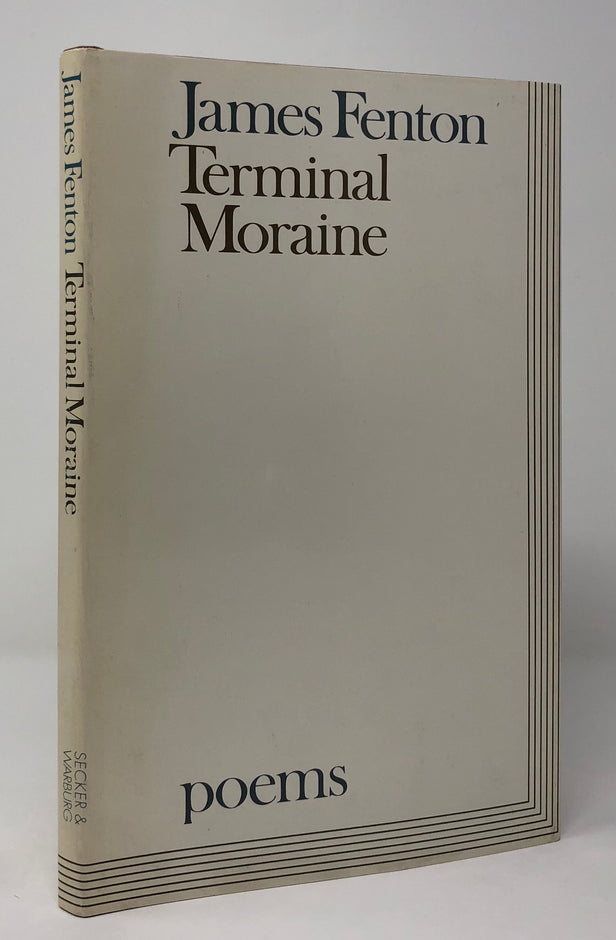 James Fenton
Terminal
Moraine
poems
James Fenton Terminal Moraine
SECKER &
WARBURG